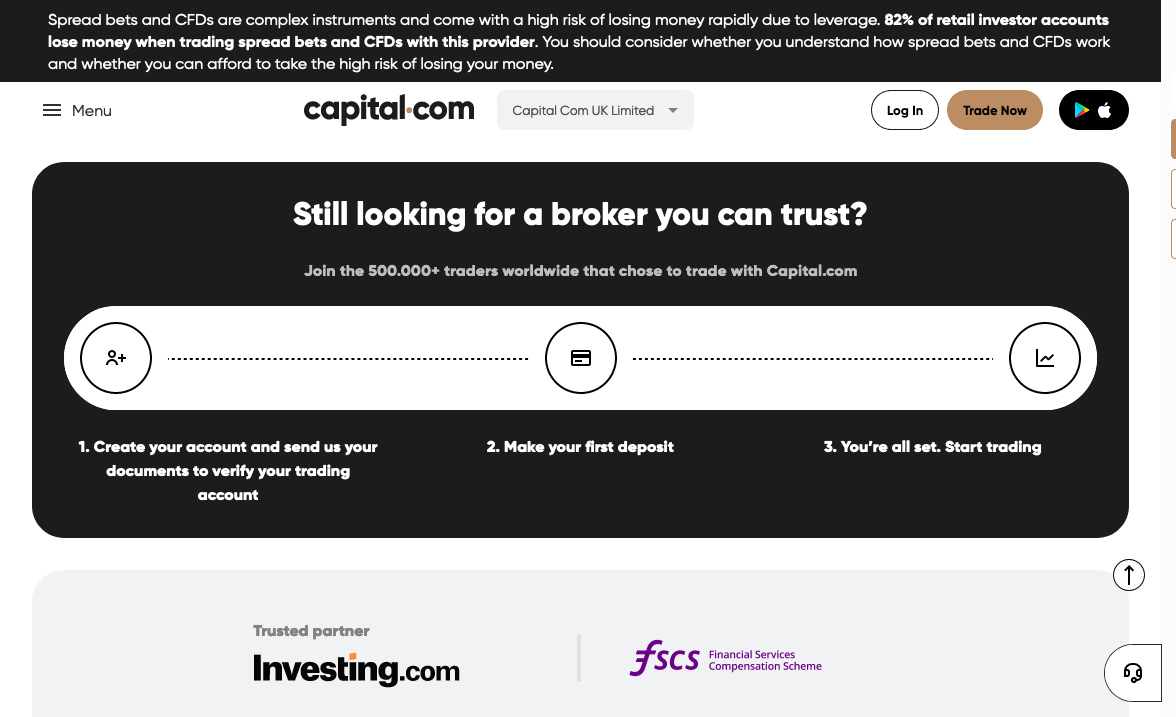 Spread bets and CFDs are complex instruments and come with a high risk of losing money rapidly due to leverage. 82% of retail investor accounts
lose money when trading spread bets and CFDs with this provider. You should consider whether you understand how spread bets and CFDs work
and whether you can afford to take the high risk of losing your money.
Menu
capital.com
Capital Com UK Limited
Log In
Trade Now
Still looking for a broker you can trust?
Join the 500.000+ traders worldwide that chose to trade with Capital.com
1. Create your account and send us your
documents to verify your trading
account
2. Make your first deposit
3. You’re all set. Start trading
Trusted partner
Investing.com
fscs
Financial Services
Compensation Scheme